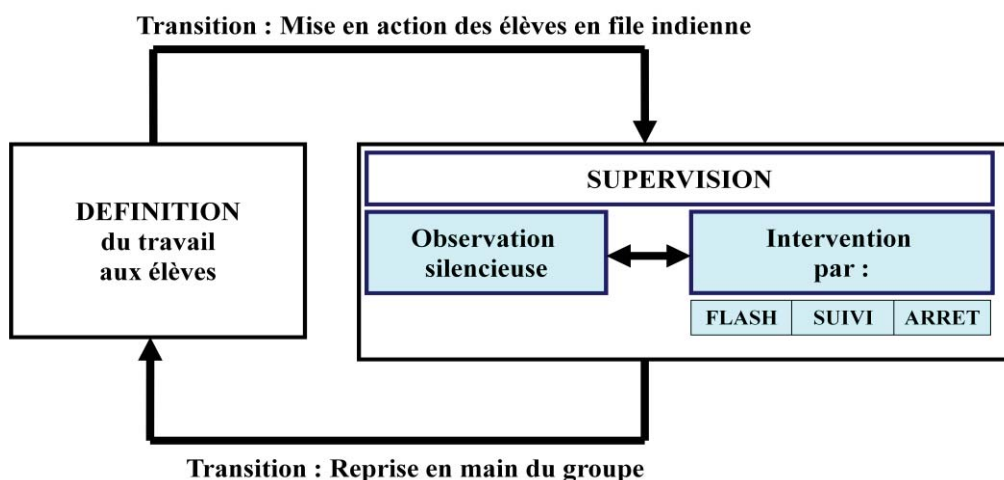 Transition : Mise en action des élèves en file indienne
DEFINITION
du travail
aux élèves
SUPERVISION
Observation
silencieuse
Intervention
par :
FLASH
SUIVI
ARRET
Transition : Reprise en main du groupe